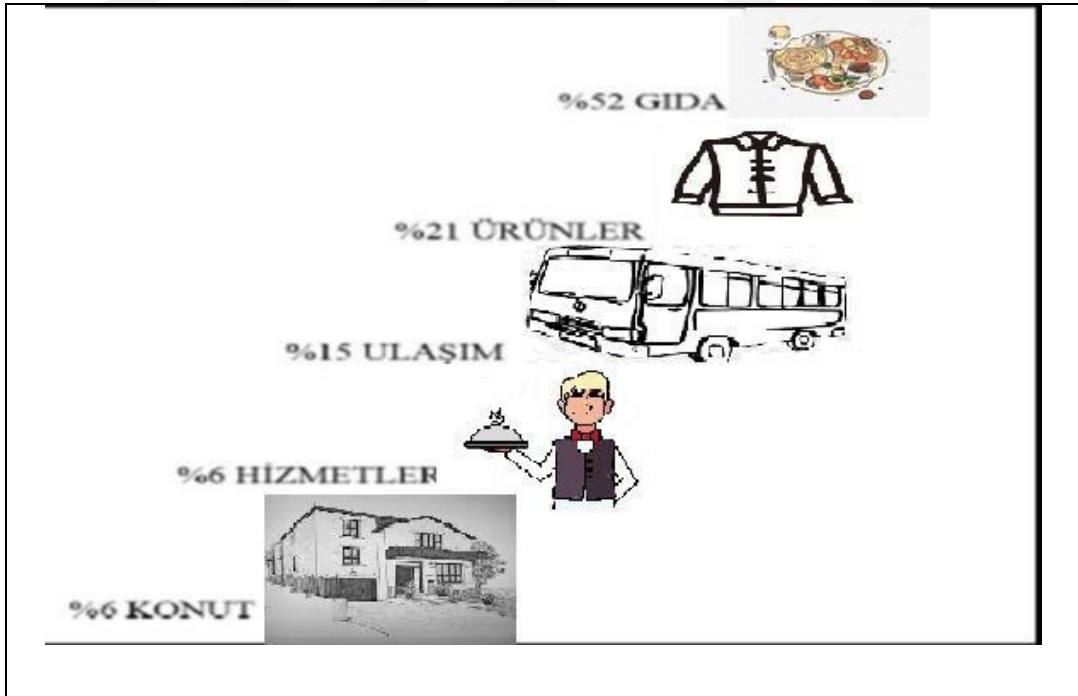 %52 GIDA
%21 ÜRÜNLER
%15 ULAŞIM
%6 HİZMETLER
%6 KONUT